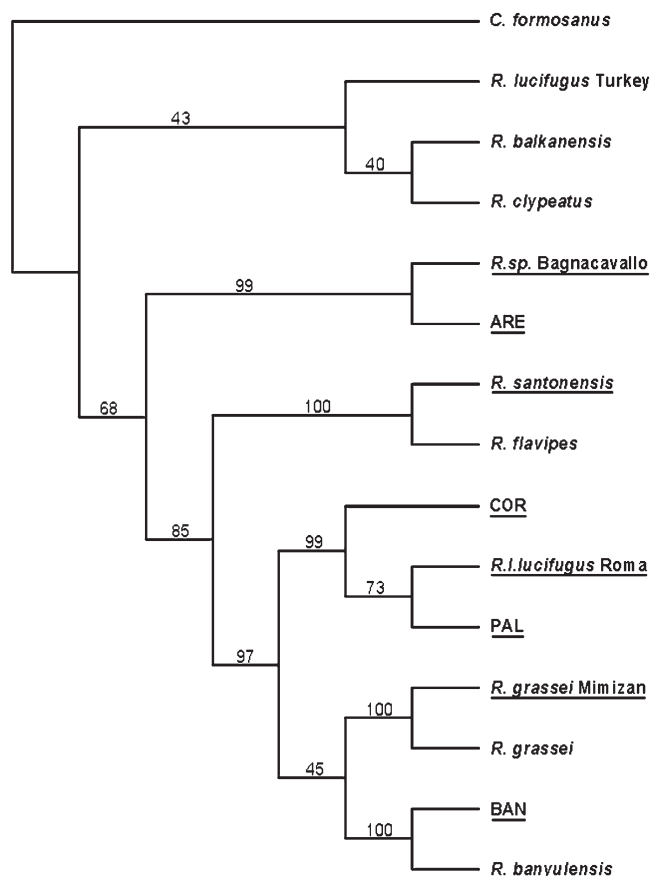 C. formosanus
R. lucifugus Turkey
43
R. balkanensis
40
R. clypeatus
R.sp. Bagnacavallo
99
ARE
R. santonensis
68
100
R. flavipes
COR
85
99
R.l.lucifugus Roma
73
PAL
97
R. grassei Mimizan
100
R. grassei
45
BAN
100
R. banyulensis